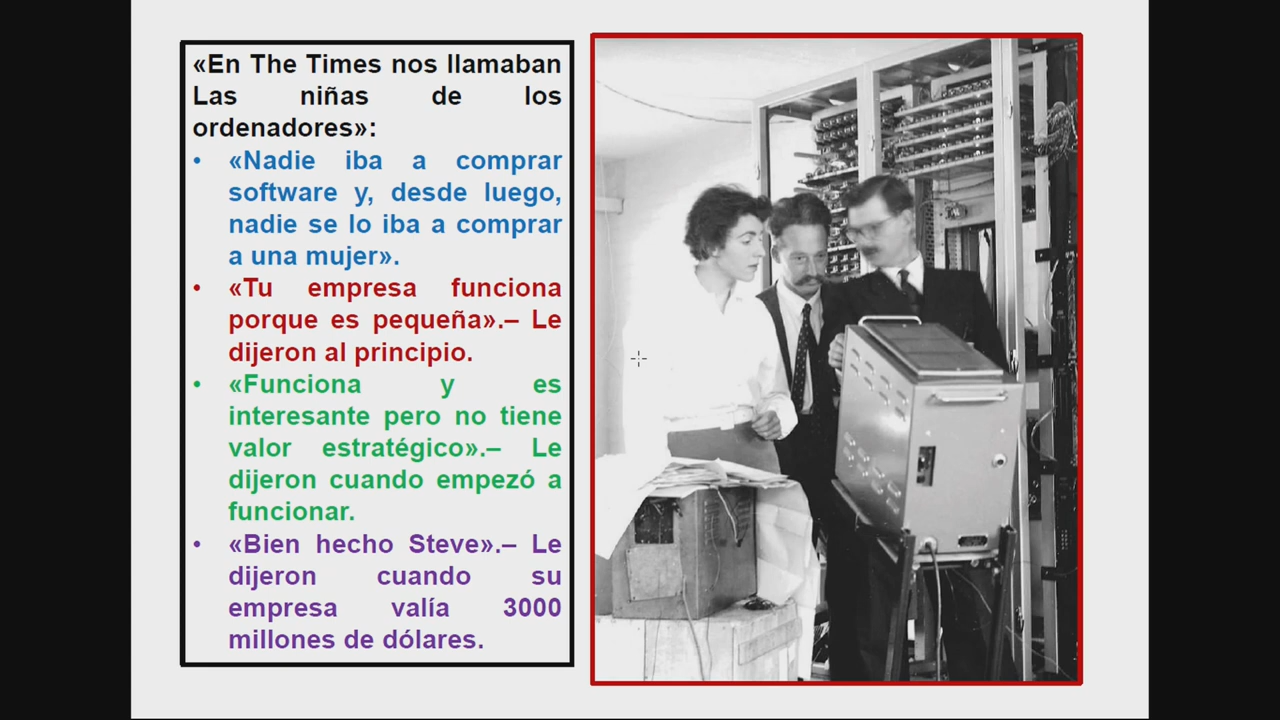 «En The Times nos llamaban
Las niñas de los
ordenadores»:
• «Nadie iba a comprar
software y, desde luego,
nadie se lo iba a comprar
a una mujer».
• «Tu empresa funciona
porque es pequeña».– Le
dijeron al principio.
• «Funciona y es
interesante pero no tiene
valor estratégico».– Le
dijeron cuando empezó a
funcionar.
• «Bien hecho Steve».– Le
dijeron cuando su
empresa valía 3000
millones de dólares.